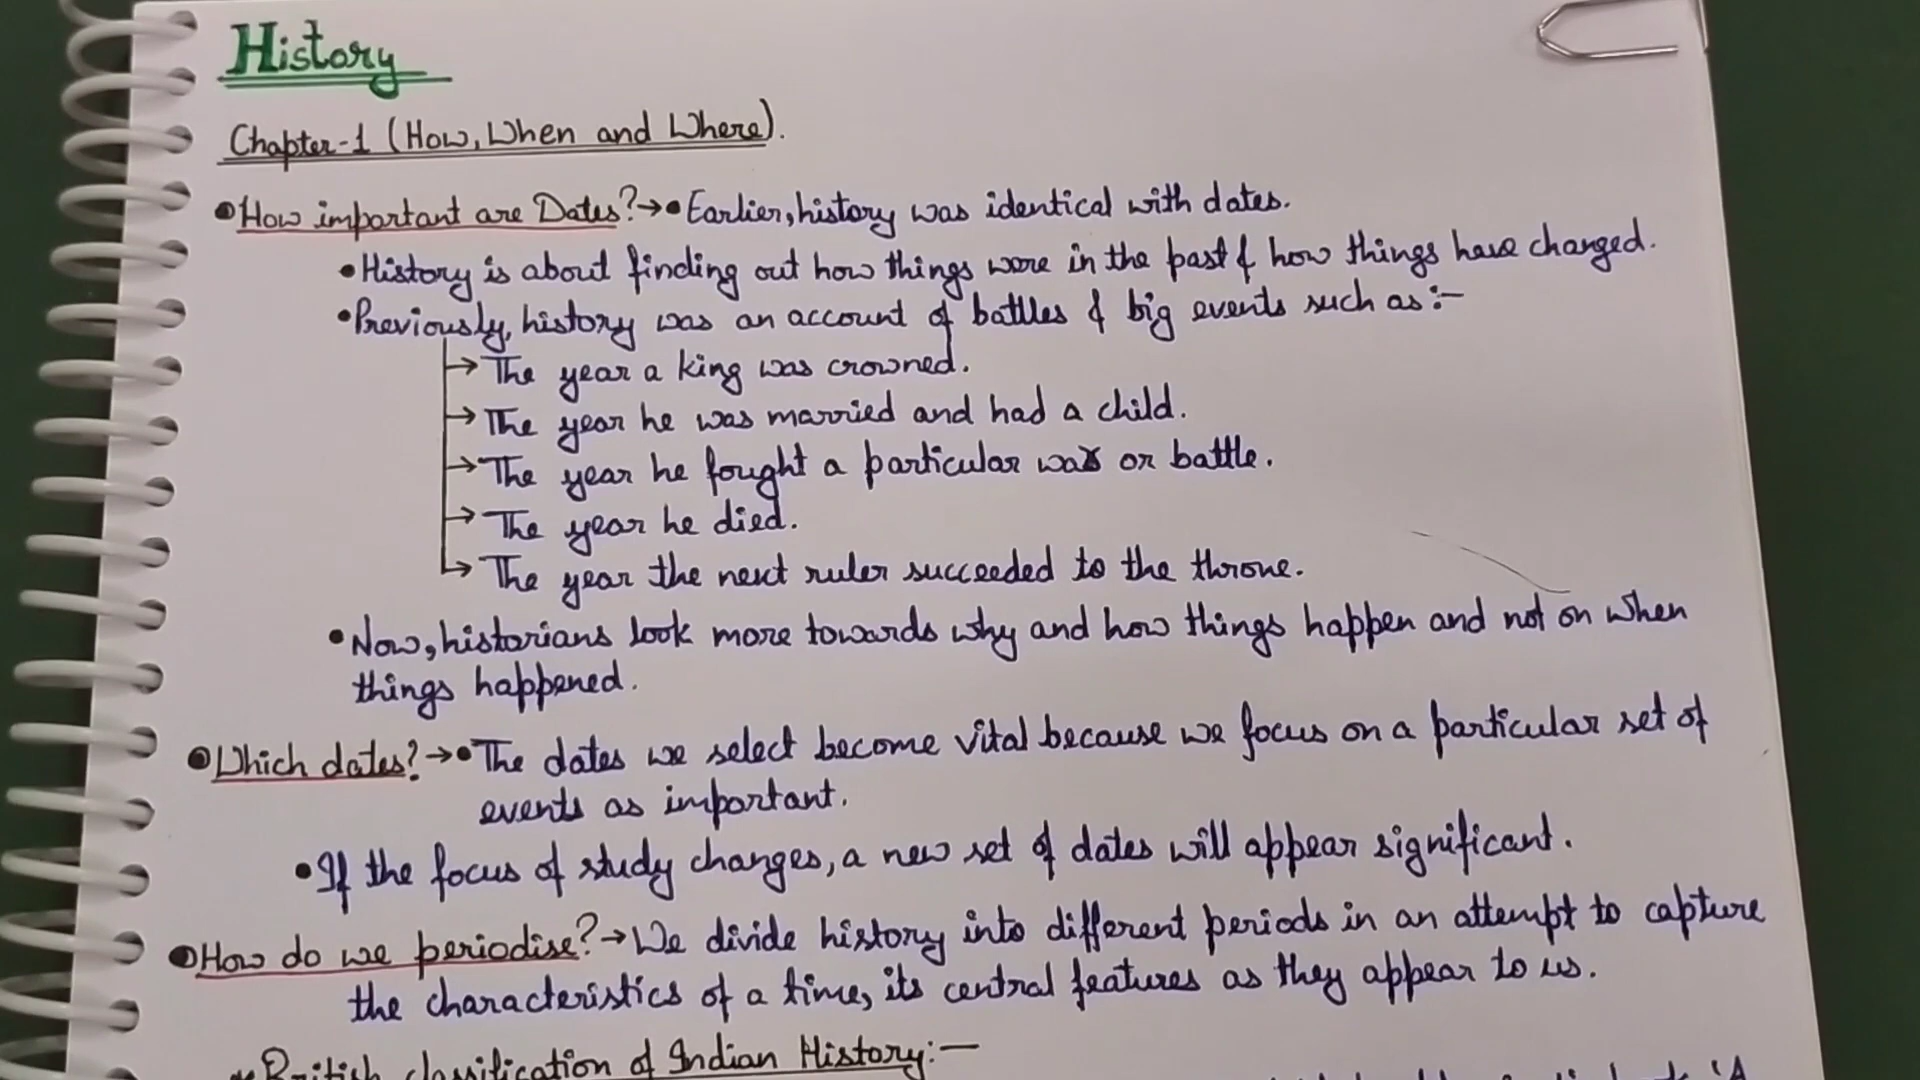 History
Chapter-1 (How, When and Where).
•How important are Dates?→•Earlier, history was identical with dates.
•History is about finding out how things were in the past & how things have changed.
•Previously, history was an account of battles & big events such as:-
→The year a king was crowned.
→The year he was married and had a child.
→The year he fought a particular war or battle.
→The year he died.
→The year the next ruler succeeded to the throne.
•Now, historians look more towards why and how things happen and not on when
things happened.
•Which dates?→•The dates we select become vital because we focus on a particular set of
events as important.
•If the focus of study changes, a new set of dates will appear significant.
•How do we periodise?→We divide history into different periods in an attempt to capture
the characteristics of a time, its central features as they appear to us.
British classification of Indian History:-